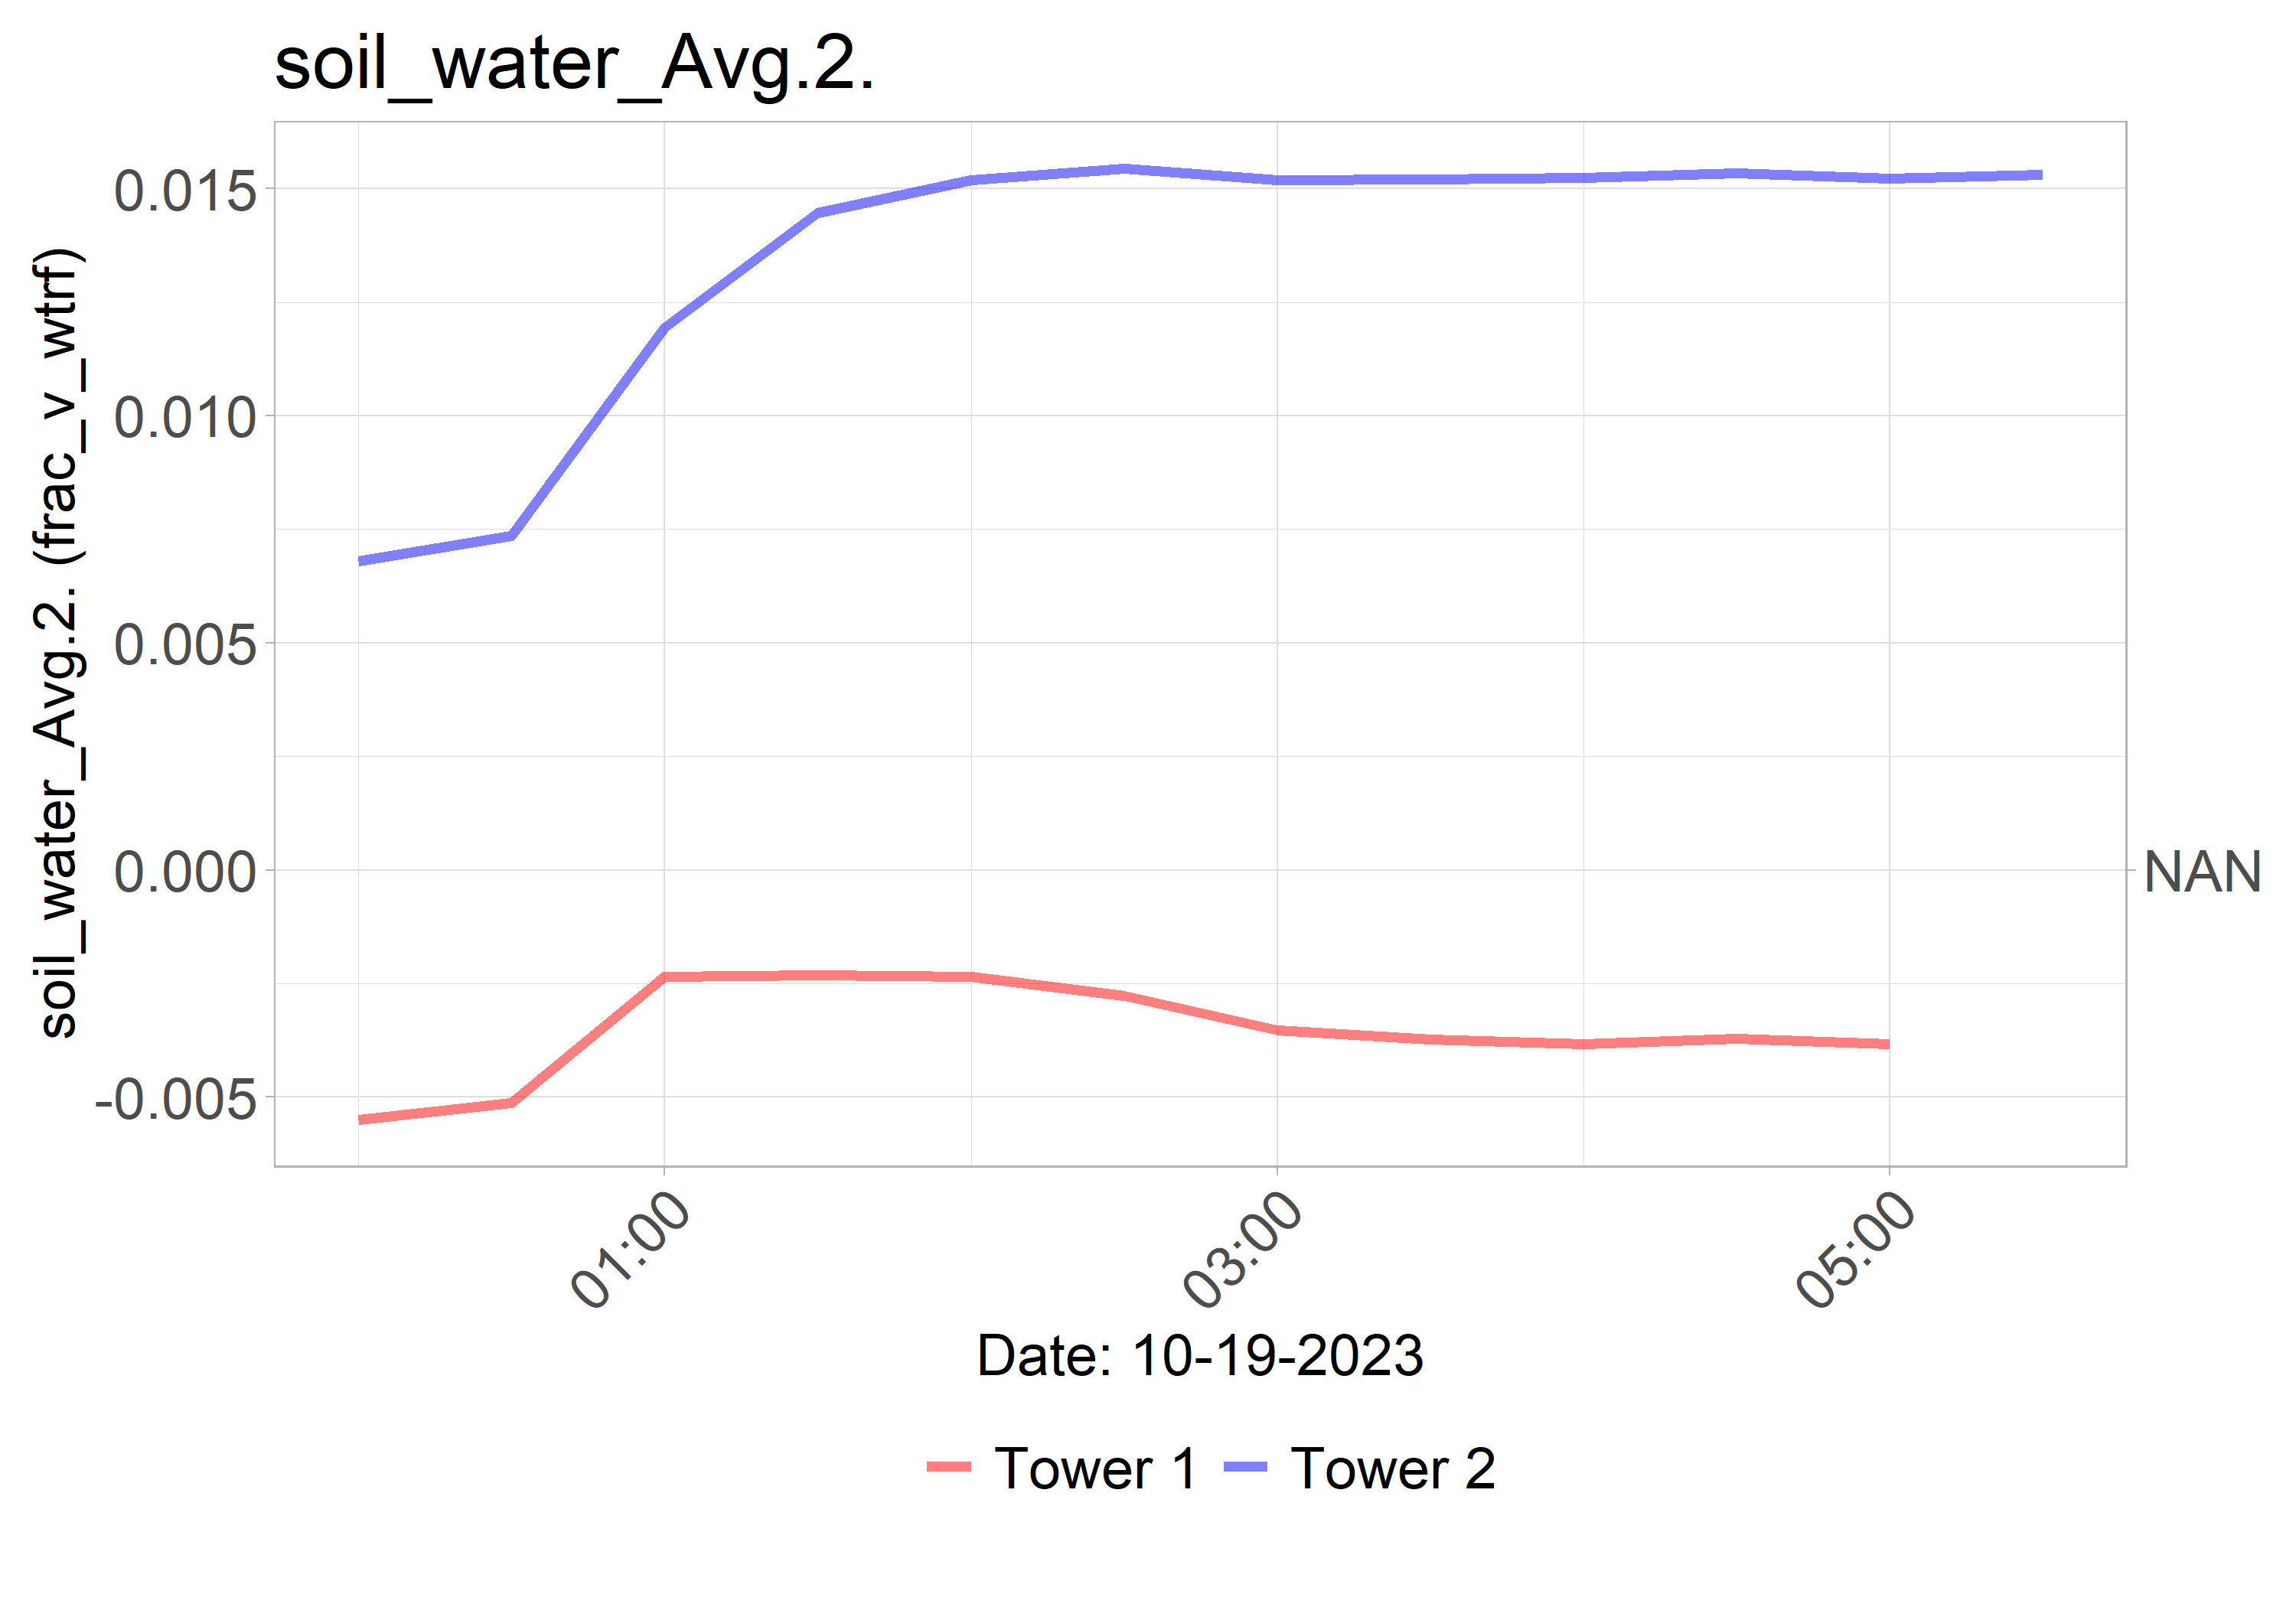 soil_water_Avg.2.
soil_water_Avg.2. (frac_v_wtrf)
0.015
0.010
0.005
0.000
-0.005
NAN
01:00
03:00
05:00
Date: 10-19-2023
Tower 1
Tower 2